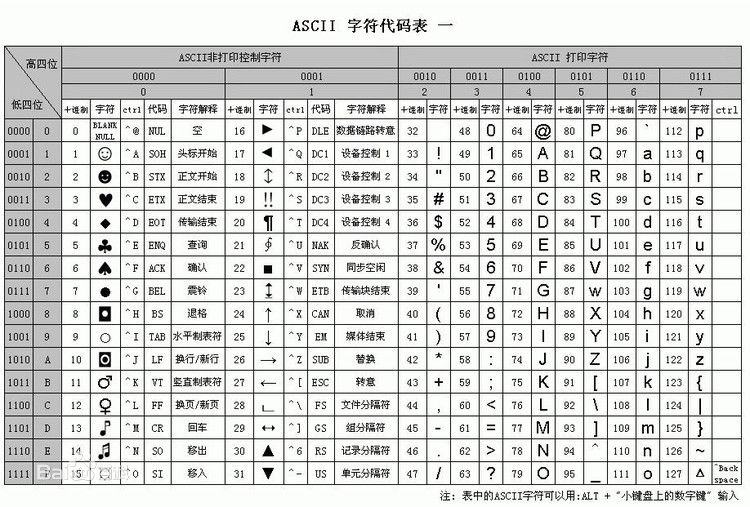 ASCII 字符代码表 一
高四位 ASCII非打印控制字符 ASCII 打印字符
0000 0001 0010 0011 0100 0101 0110 0111
0 1 2 3 4 5 6 7
低四位 十进制 字符 ctrl 代码 字符解释 十进制 字符 ctrl 代码 字符解释 十进制 字符 十进制 字符 十进制 字符 十进制 字符 十进制 字符 十进制 字符 ctrl
0000 0 0 BLANK NULL ^@ NUL 空 16 ► ^P DLE 数据链路转意 32 48 0 64 @ 80 P 96 ` 112 p
0001 1 1 ☺ ^A SOH 头标开始 17 ◄ ^Q DC1 设备控制 1 33 ! 49 1 65 A 81 Q 97 a 113 q
0010 2 2 ☻ ^B STX 正文开始 18 ↕ ^R DC2 设备控制 2 34 " 50 2 66 B 82 R 98 b 114 r
0011 3 3 ♥ ^C ETX 正文结束 19 ‼ ^S DC3 设备控制 3 35 # 51 3 67 C 83 S 99 c 115 s
0100 4 4 ◆ ^D EOT 传输结束 20 ¶ ^T DC4 设备控制 4 36 $ 52 4 68 D 84 T 100 d 116 t
0101 5 5 ♣ ^E ENQ 查询 21 ∮ ^U NAK 反确认 37 % 53 5 69 E 85 U 101 e 117 u
0110 6 6 ♠ ^F ACK 确认 22 ■ ^V SYN 同步空闲 38 & 54 6 70 F 86 V 102 f 118 v
0111 7 7 ● ^G BEL 震铃 23 ↨ ^W ETB 传输块结束 39 ' 55 7 71 G 87 w 103 g 119 w
1000 8 8 ◘ ^H BS 退格 24 ↑ ^X CAN 取消 40 ( 56 8 72 H 88 X 104 h 120 x
1001 9 9 ○ ^I TAB 水平制表符 25 ↓ ^Y EM 媒体结束 41 ) 57 9 73 I 89 Y 105 i 121 y
1010 A 10 ◙ ^J LF 换行/新行 26 → ^Z SUB 替换 42 * 58 : 74 J 90 Z 106 j 122 z
1011 B 11 ♂ ^K VT 竖直制表符 27 ← ^[ ESC 转意 43 + 59 ; 75 K 91 [ 107 k 123 {
1100 C 12 ♀ ^L FF 换页/新页 28 ∟ ^\ FS 文件分隔符 44 , 60 < 76 L 92 \ 108 l 124 |
1101 D 13 ♪ ^M CR 回车 29 ↔ ^] GS 组分隔符 45 - 61 = 77 M 93 ] 109 m 125 }
1110 E 14 ♫ ^N SO 移出 30 ▲ ^6 RS 记录分隔符 46 . 62 > 78 N 94 ^ 110 n 126 ~
1111 15 ^O SI 移入 31 ▼ ^- US 单元分隔符 47 / 63 ? 79 O 95 _ 111 o 127 Δ ^Back space
注: 表中的ASCII字符可以用:ALT + "小键盘上的数字键" 输入